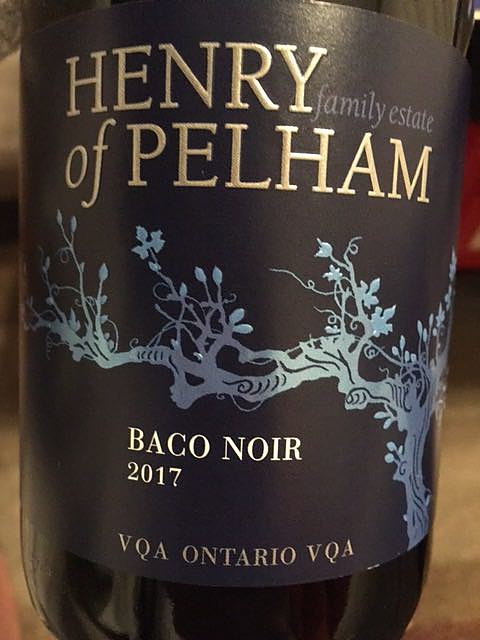 HENRY
family estate
of PELHAM
BACO NOIR
2017
VQA ONTARIO VQA